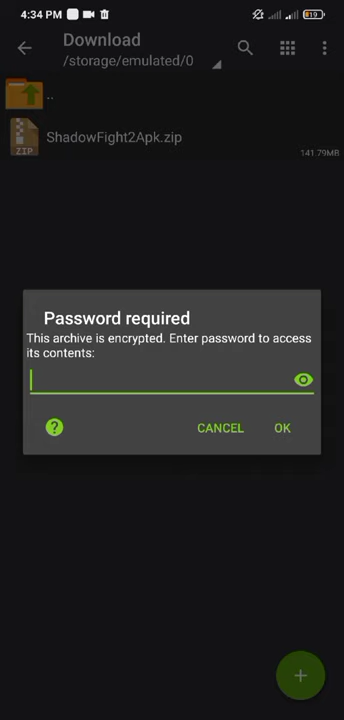 4:34 PM
19
Download
/storage/emulated/0
..
ShadowFight2Apk.zip
ZIP
141.79MB
Password required
This archive is encrypted. Enter password to access
its contents:
?
CANCEL
OK
+